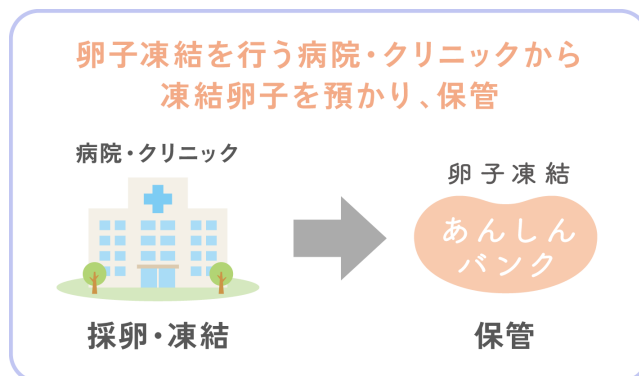 卵子凍結を行う病院・クリニックから
凍結卵子を預かり、保管
病院・クリニック
採卵・凍結
卵子凍結
あんしん
バンク
保管